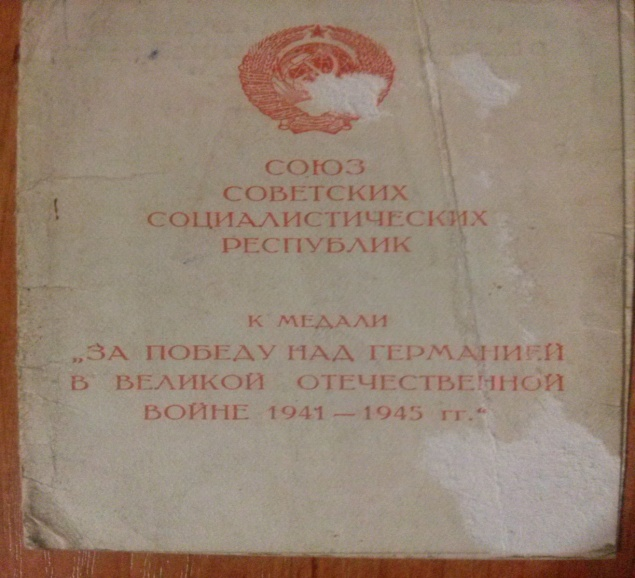 СОЮЗ
СОВЕТСКИХ
СОЦИАЛИСТИЧЕСКИХ
РЕСПУБЛИК
К МЕДАЛИ
„ЗА ПОБЕДУ НАД ГЕРМАНИЕЙ
В ВЕЛИКОЙ ОТЕЧЕСТВЕННОЙ
ВОЙНЕ 1941—1945 гг.“